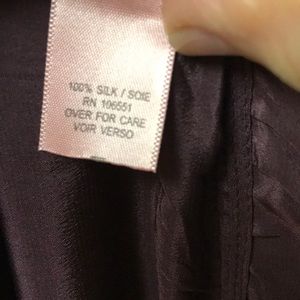 100% SILK / SOIE
RN 106551
OVER FOR CARE
VOIR VERSO